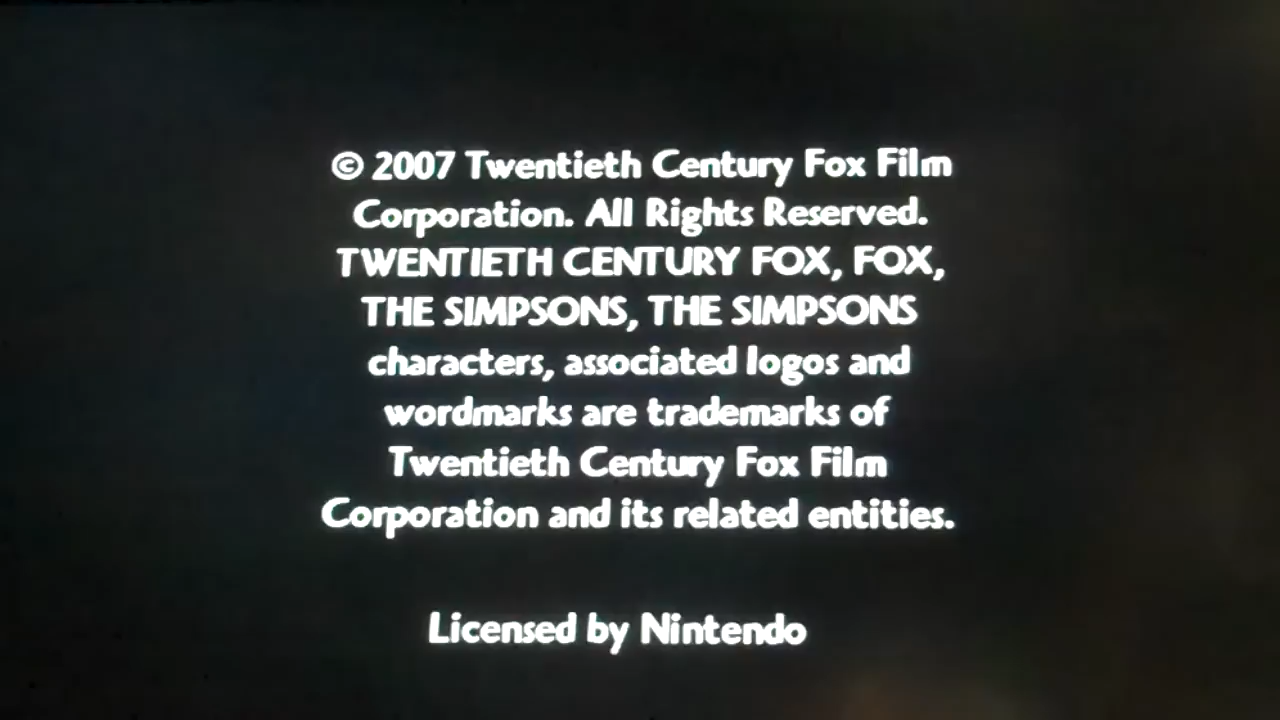 © 2007 Twentieth Century Fox Film
Corporation. All Rights Reserved.
TWENTIETH CENTURY FOX, FOX,
THE SIMPSONS, THE SIMPSONS
characters, associated logos and
wordmarks are trademarks of
Twentieth Century Fox Film
Corporation and its related entities.
Licensed by Nintendo